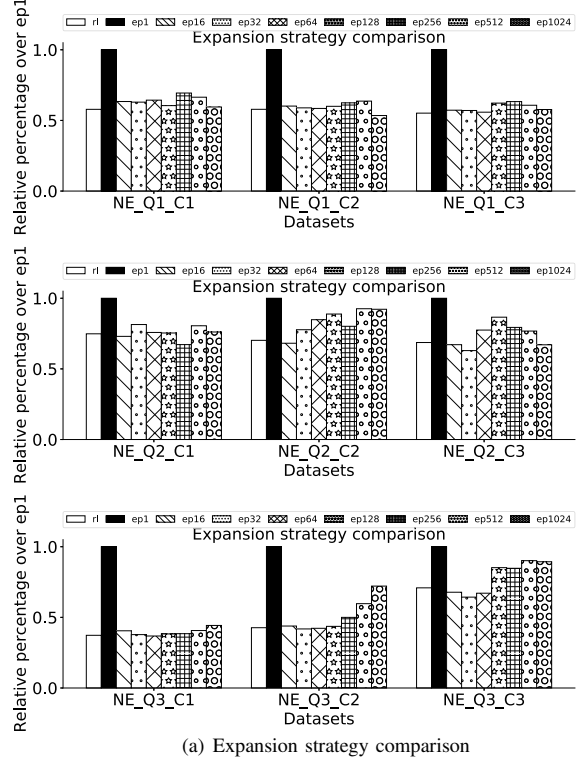 rl ep1 ep16 ep32 ep64 ep128 ep256 ep512 ep1024
Expansion strategy comparison
Relative percentage over ep1
1.0
0.5
0.0
NE_Q1_C1 NE_Q1_C2 NE_Q1_C3
Datasets
rl ep1 ep16 ep32 ep64 ep128 ep256 ep512 ep1024
Expansion strategy comparison
Relative percentage over ep1
1.0
0.5
0.0
NE_Q2_C1 NE_Q2_C2 NE_Q2_C3
Datasets
rl ep1 ep16 ep32 ep64 ep128 ep256 ep512 ep1024
Expansion strategy comparison
Relative percentage over ep1
1.0
0.5
0.0
NE_Q3_C1 NE_Q3_C2 NE_Q3_C3
Datasets
(a) Expansion strategy comparison